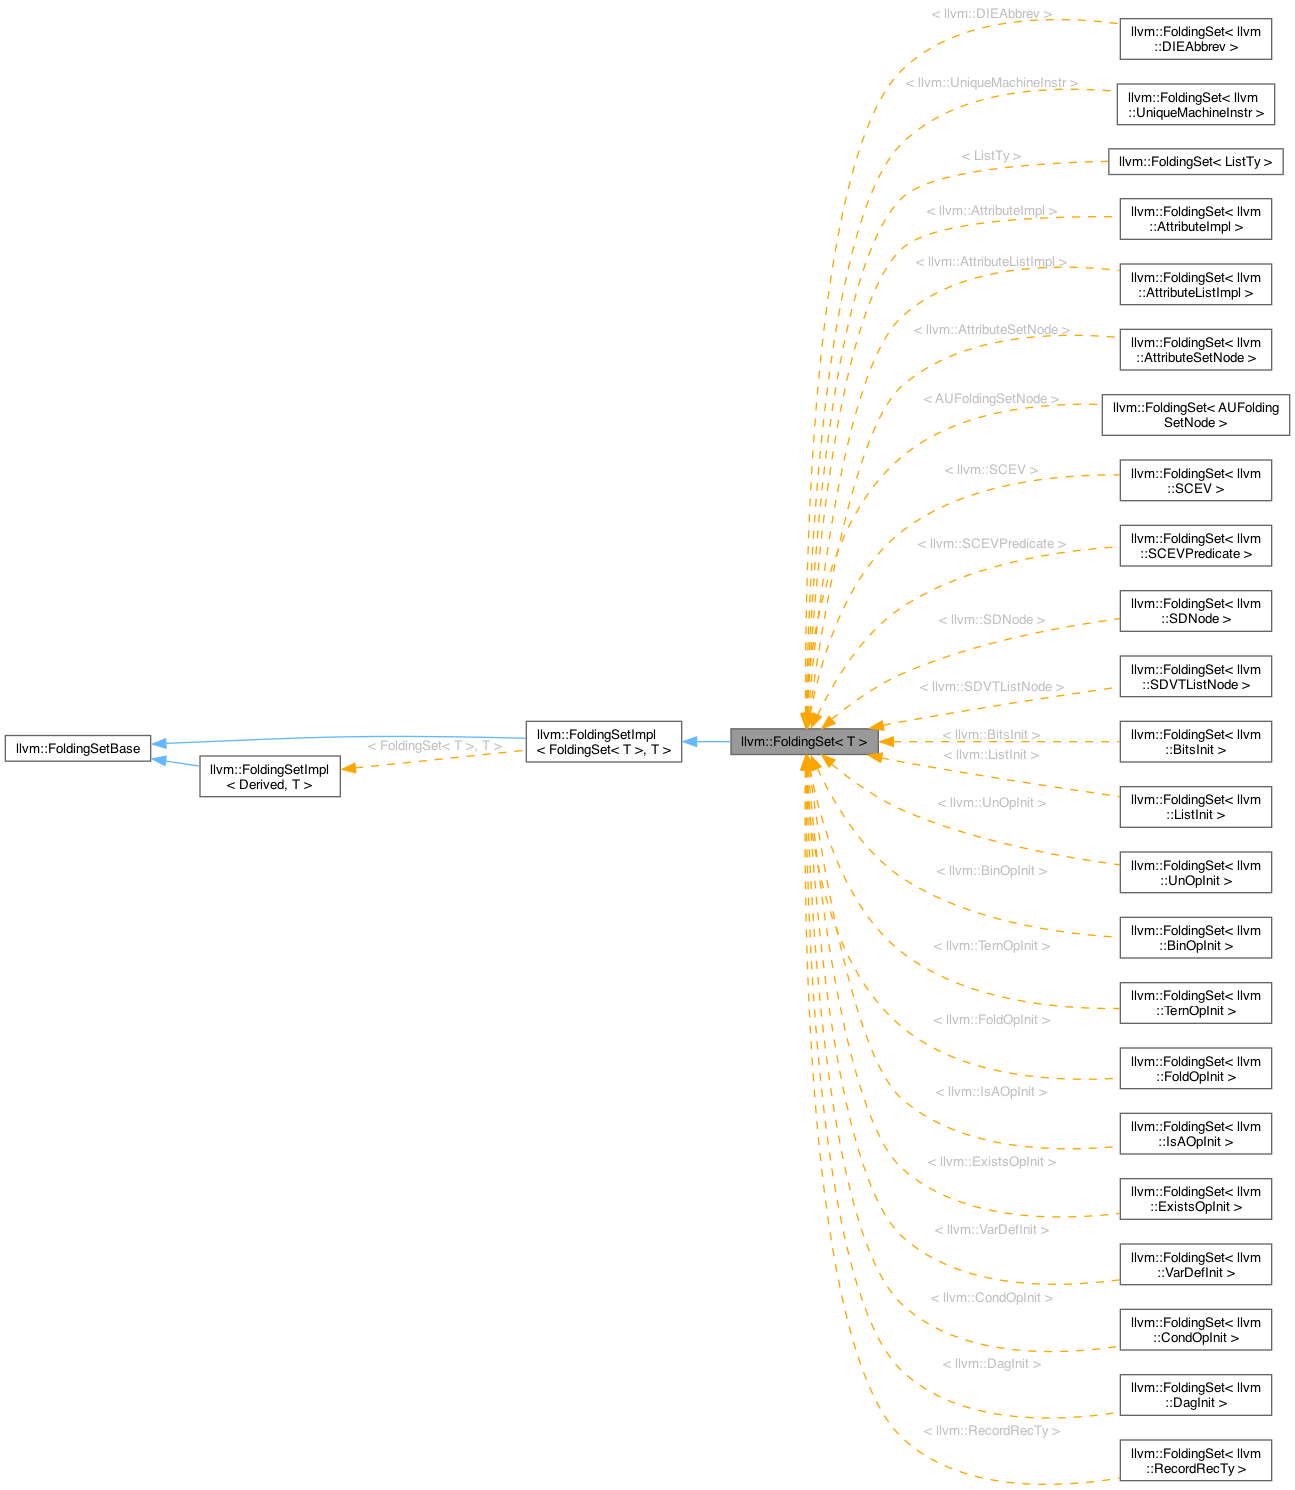 llvm::FoldingSetBase
llvm::FoldingSetImpl
< Derived, T >
< FoldingSet< T >, T >
llvm::FoldingSetImpl
< FoldingSet< T >, T >
llvm::FoldingSet< T >
< llvm::DIEAbbrev >
llvm::FoldingSet< llvm
::DIEAbbrev >
< llvm::UniqueMachineInstr >
llvm::FoldingSet< llvm
::UniqueMachineInstr >
< ListTy >
llvm::FoldingSet< ListTy >
< llvm::AttributeImpl >
llvm::FoldingSet< llvm
::AttributeImpl >
< llvm::AttributeListImpl >
llvm::FoldingSet< llvm
::AttributeListImpl >
< llvm::AttributeSetNode >
llvm::FoldingSet< llvm
::AttributeSetNode >
< AUFoldingSetNode >
llvm::FoldingSet< AUFolding
SetNode >
< llvm::SCEV >
llvm::FoldingSet< llvm
::SCEV >
< llvm::SCEVPredicate >
llvm::FoldingSet< llvm
::SCEVPredicate >
< llvm::SDNode >
llvm::FoldingSet< llvm
::SDNode >
< llvm::SDVTListNode >
llvm::FoldingSet< llvm
::SDVTListNode >
< llvm::BitsInit >
llvm::FoldingSet< llvm
::BitsInit >
< llvm::ListInit >
llvm::FoldingSet< llvm
::ListInit >
< llvm::UnOpInit >
llvm::FoldingSet< llvm
::UnOpInit >
< llvm::BinOpInit >
llvm::FoldingSet< llvm
::BinOpInit >
< llvm::TernOpInit >
llvm::FoldingSet< llvm
::TernOpInit >
< llvm::FoldOpInit >
llvm::FoldingSet< llvm
::FoldOpInit >
< llvm::IsAOpInit >
llvm::FoldingSet< llvm
::IsAOpInit >
< llvm::ExistsOpInit >
llvm::FoldingSet< llvm
::ExistsOpInit >
< llvm::VarDefInit >
llvm::FoldingSet< llvm
::VarDefInit >
< llvm::CondOpInit >
llvm::FoldingSet< llvm
::CondOpInit >
< llvm::DagInit >
llvm::FoldingSet< llvm
::DagInit >
< llvm::RecordRecTy >
llvm::FoldingSet< llvm
::RecordRecTy >